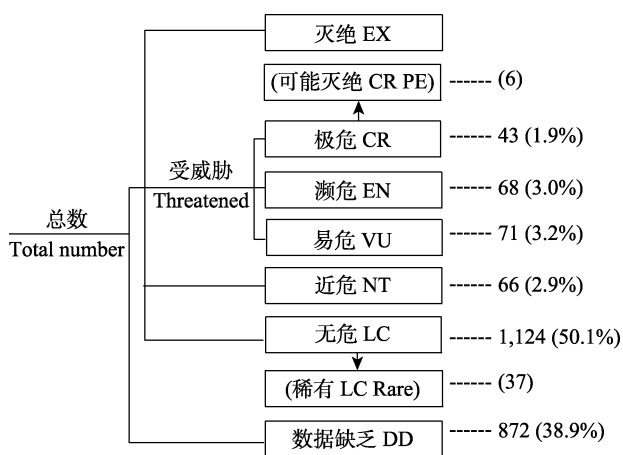 灭绝 EX
(可能灭绝 CR PE) ------ (6)
极危 CR ------ 43 (1.9%)
受威胁
Threatened
濒危 EN ------ 68 (3.0%)
总数
Total number
易危 VU ------ 71 (3.2%)
近危 NT ------ 66 (2.9%)
无危 LC ------ 1,124 (50.1%)
(稀有 LC Rare) ------ (37)
数据缺乏 DD ------ 872 (38.9%)